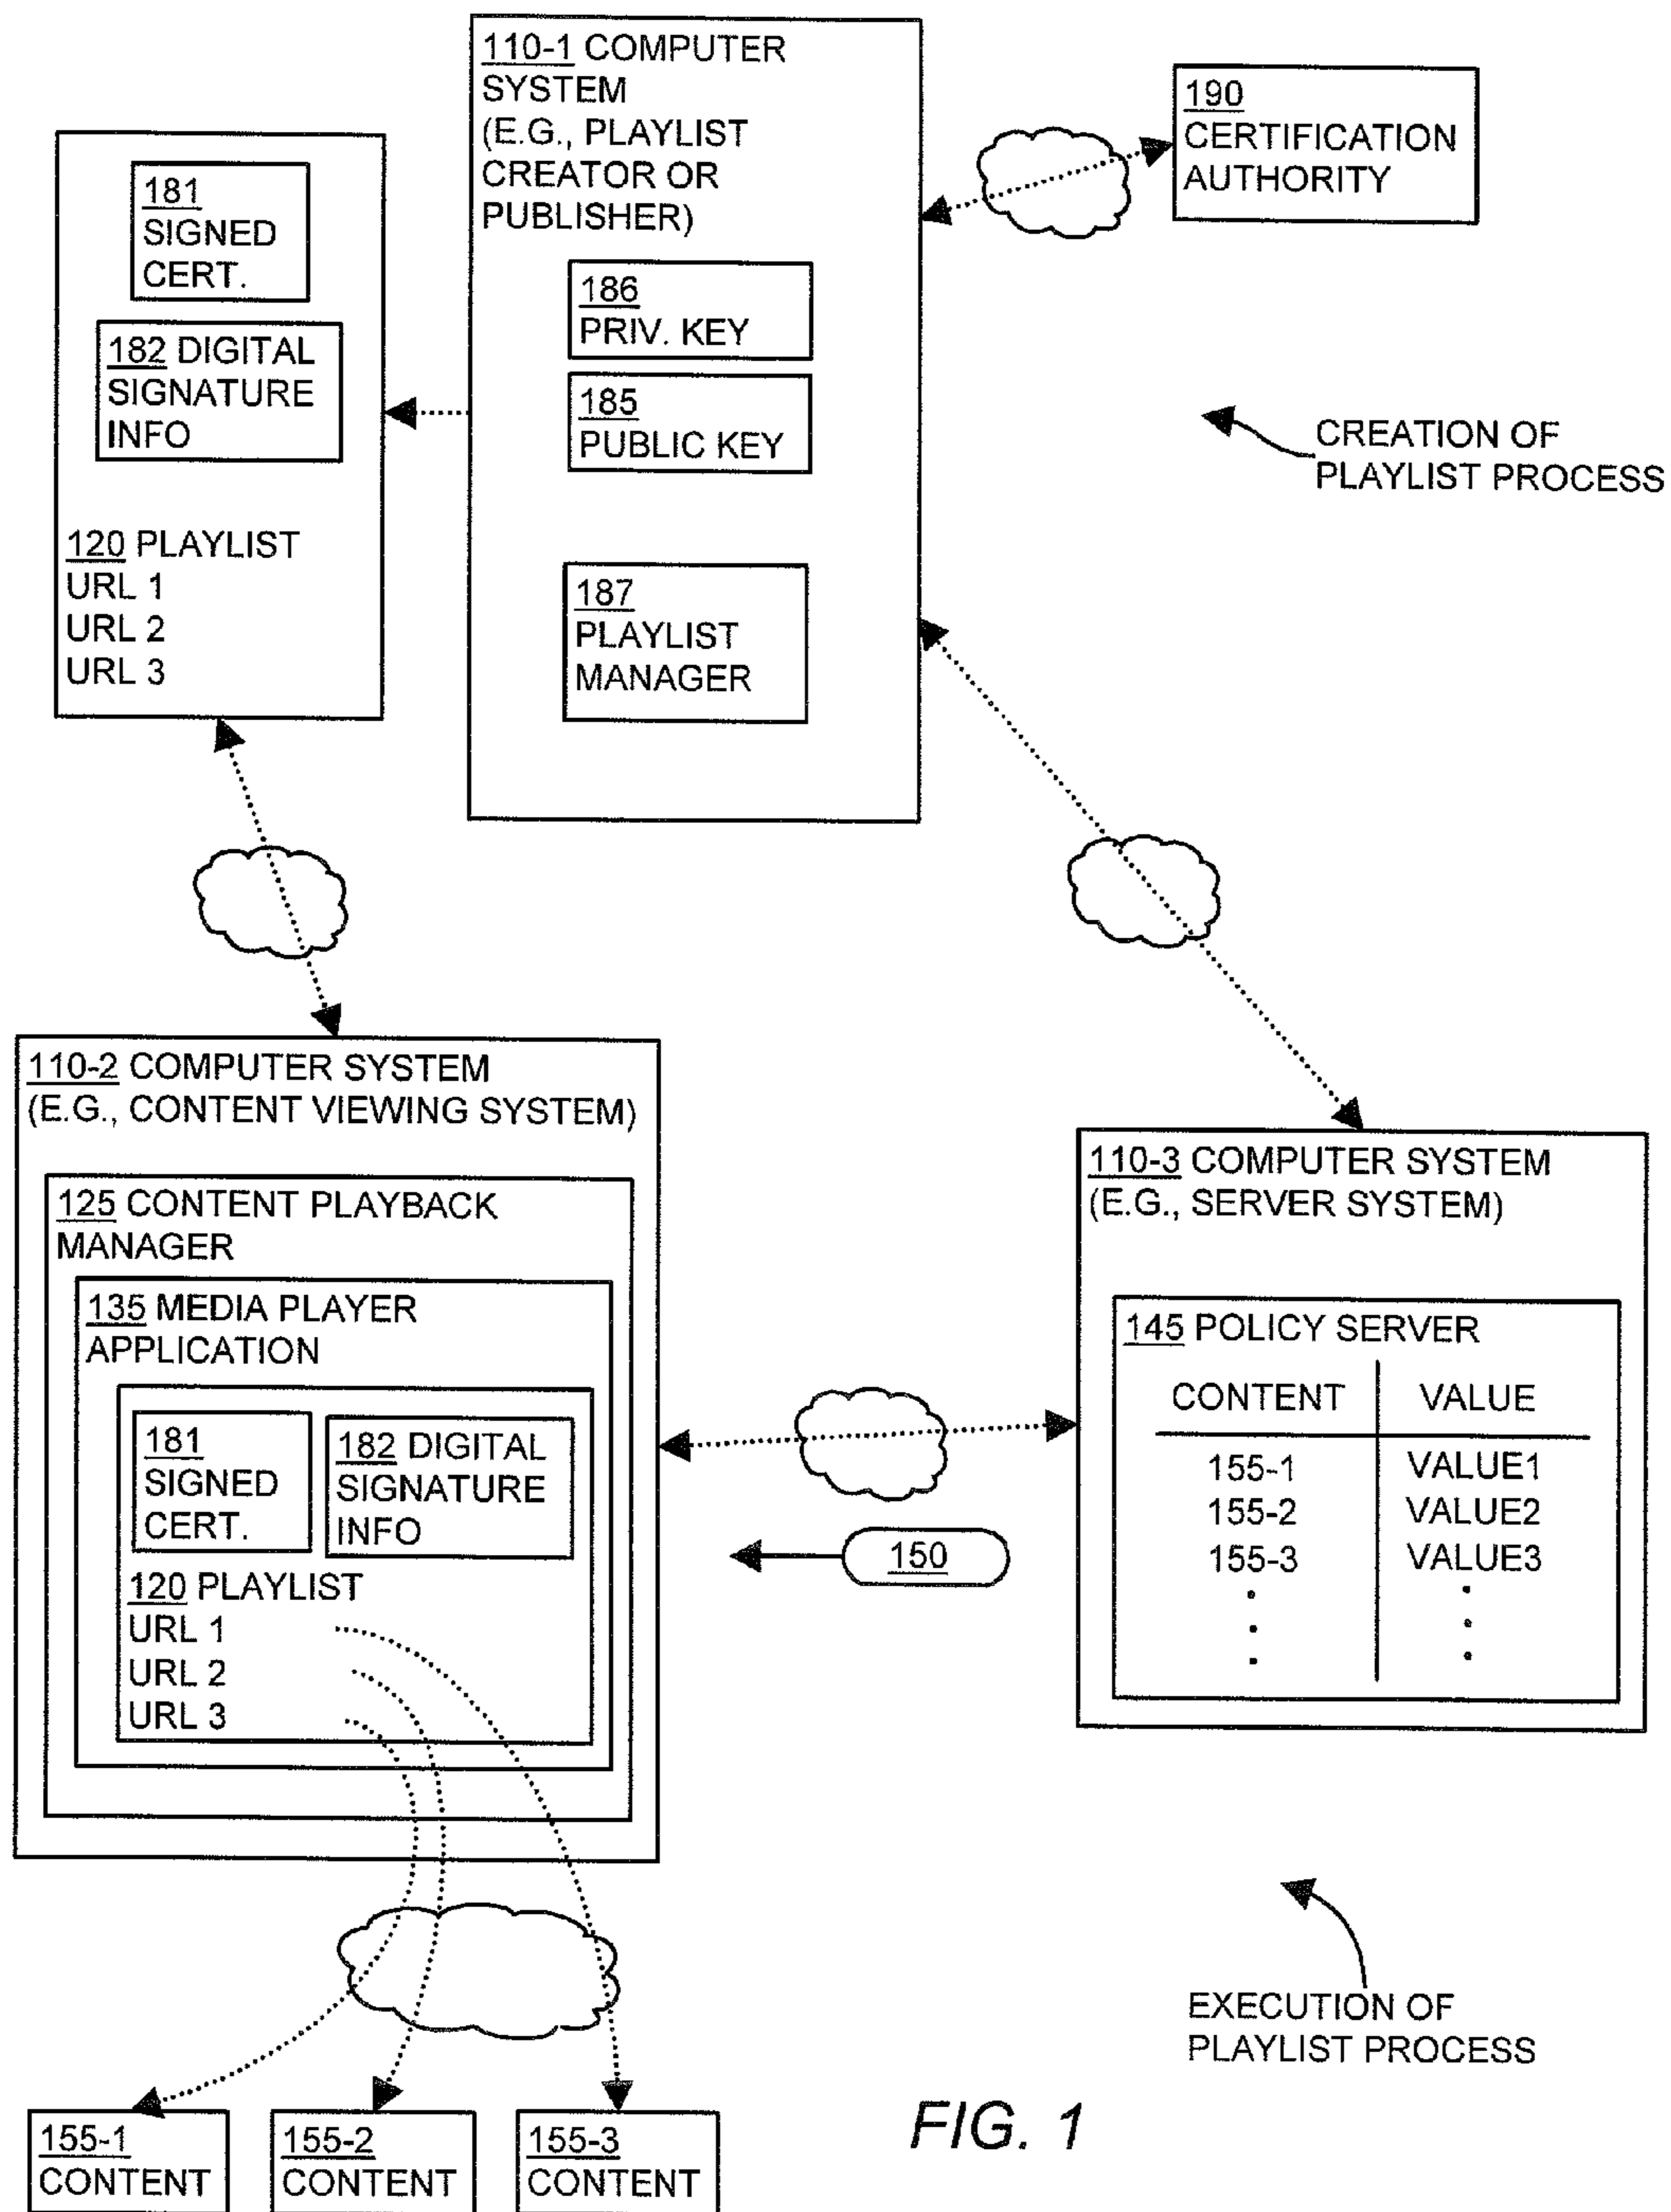 110-1 COMPUTER
SYSTEM
(E.G., PLAYLIST
CREATOR OR
PUBLISHER)
186
PRIV. KEY
185
PUBLIC KEY
187
PLAYLIST
MANAGER
190
CERTIFICATION
AUTHORITY
181
SIGNED
CERT.
182 DIGITAL
SIGNATURE
INFO
120 PLAYLIST
URL 1
URL 2
URL 3
CREATION OF
PLAYLIST PROCESS
110-2 COMPUTER SYSTEM
(E.G., CONTENT VIEWING SYSTEM)
125 CONTENT PLAYBACK
MANAGER
135 MEDIA PLAYER
APPLICATION
181
SIGNED
CERT.
182 DIGITAL
SIGNATURE
INFO
120 PLAYLIST
URL 1
URL 2
URL 3
150
110-3 COMPUTER SYSTEM
(E.G., SERVER SYSTEM)
145 POLICY SERVER
CONTENT VALUE
155-1 VALUE1
155-2 VALUE2
155-3 VALUE3
EXECUTION OF
PLAYLIST PROCESS
155-1
CONTENT
155-2
CONTENT
155-3
CONTENT
FIG. 1